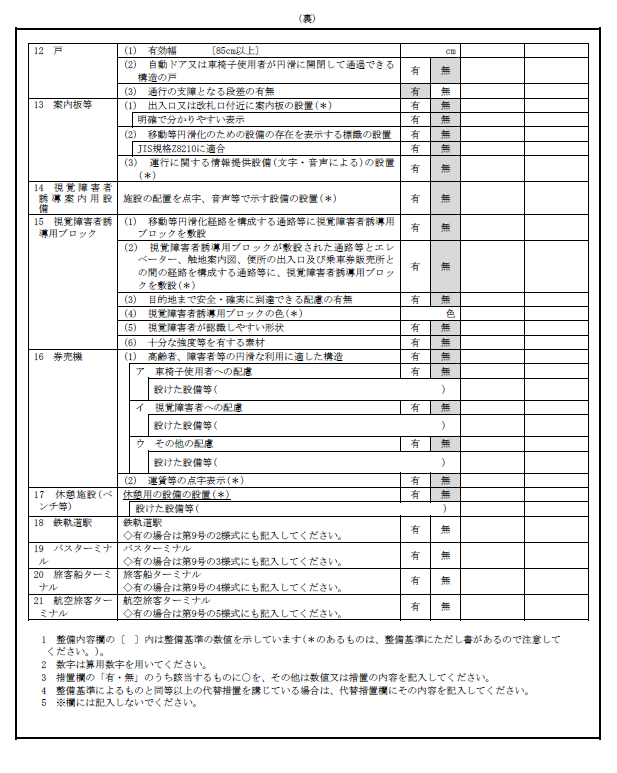 （裏）
12　戸
(1)　有効幅　　〔85cm以上〕
cm
(2)　自動ドア又は車椅子使用者が円滑に開閉して通過できる
構造の戸
有　無
(3)　通行の支障となる段差の有無
有　無
13　案内板等
(1)　出入口又は改札口付近に案内板の設置(＊)
有　無
明確で分かりやすい表示
有　無
(2)　移動等円滑化のための設備の存在を表示する標識の設置
有　無
JIS規格Z8210に適合
有　無
(3)　運行に関する情報提供設備(文字・音声による)の設置
(＊)
有　無
14　視覚障害者
誘導案内用設
備
施設の配置を点字、音声等で示す設備の設置(＊)
有　無
15　視覚障害者誘
導用ブロック
(1)　移動等円滑化経路を構成する通路等に視覚障害者誘導用
ブロックを敷設
有　無
(2)　視覚障害者誘導用ブロックが敷設された通路等とエレ
ベーター、触地案内図、便所の出入口及び乗車券販売所と
の間の経路を構成する通路等に、視覚障害者誘導用ブロッ
クを敷設(＊)
有　無
(3)　目的地まで安全・確実に到達できる配慮の有無
有　無
(4)　視覚障害者誘導用ブロックの色(＊)
色
(5)　視覚障害者が認識しやすい形状
有　無
(6)　十分な強度等を有する素材
有　無
16　券売機
(1)　高齢者、障害者等の円滑な利用に適した構造
有　無
ア　車椅子使用者への配慮
有　無
設けた設備等(　　　　　　　　　　　　　　　　)
イ　視覚障害者への配慮
有　無
設けた設備等(　　　　　　　　　　　　　　　　)
ウ　その他の配慮
有　無
設けた設備等(　　　　　　　　　　　　　　　　)
(2)　運賃等の点字表示(＊)
有　無
17　休憩施設(ベ
ンチ等)
休憩用の設備の設置(＊)
有　無
設けた設備等(　　　　　　　　　　　　　　　　)
18　鉄軌道駅
鉄軌道駅
◇有の場合は第9号の2様式にも記入してください。
有　無
19　バスターミナ
ル
バスターミナル
◇有の場合は第9号の3様式にも記入してください。
有　無
20　旅客船ターミ
ナル
旅客船ターミナル
◇有の場合は第9号の4様式にも記入してください。
有　無
21　航空旅客ター
ミナル
航空旅客ターミナル
◇有の場合は第9号の5様式にも記入してください。
有　無
1　整備内容欄の〔　〕内は整備基準の数値を示しています(＊のあるものは、整備基準にただし書があるので注意して
ください。)。
2　数字は算用数字を用いてください。
3　措置欄の「有・無」のうち該当するものに○を、その他は数値又は措置の内容を記入してください。
4　整備基準によるものと同等以上の代替措置を講じている場合は、代替措置欄にその内容を記入してください。
5　※欄には記入しないでください。